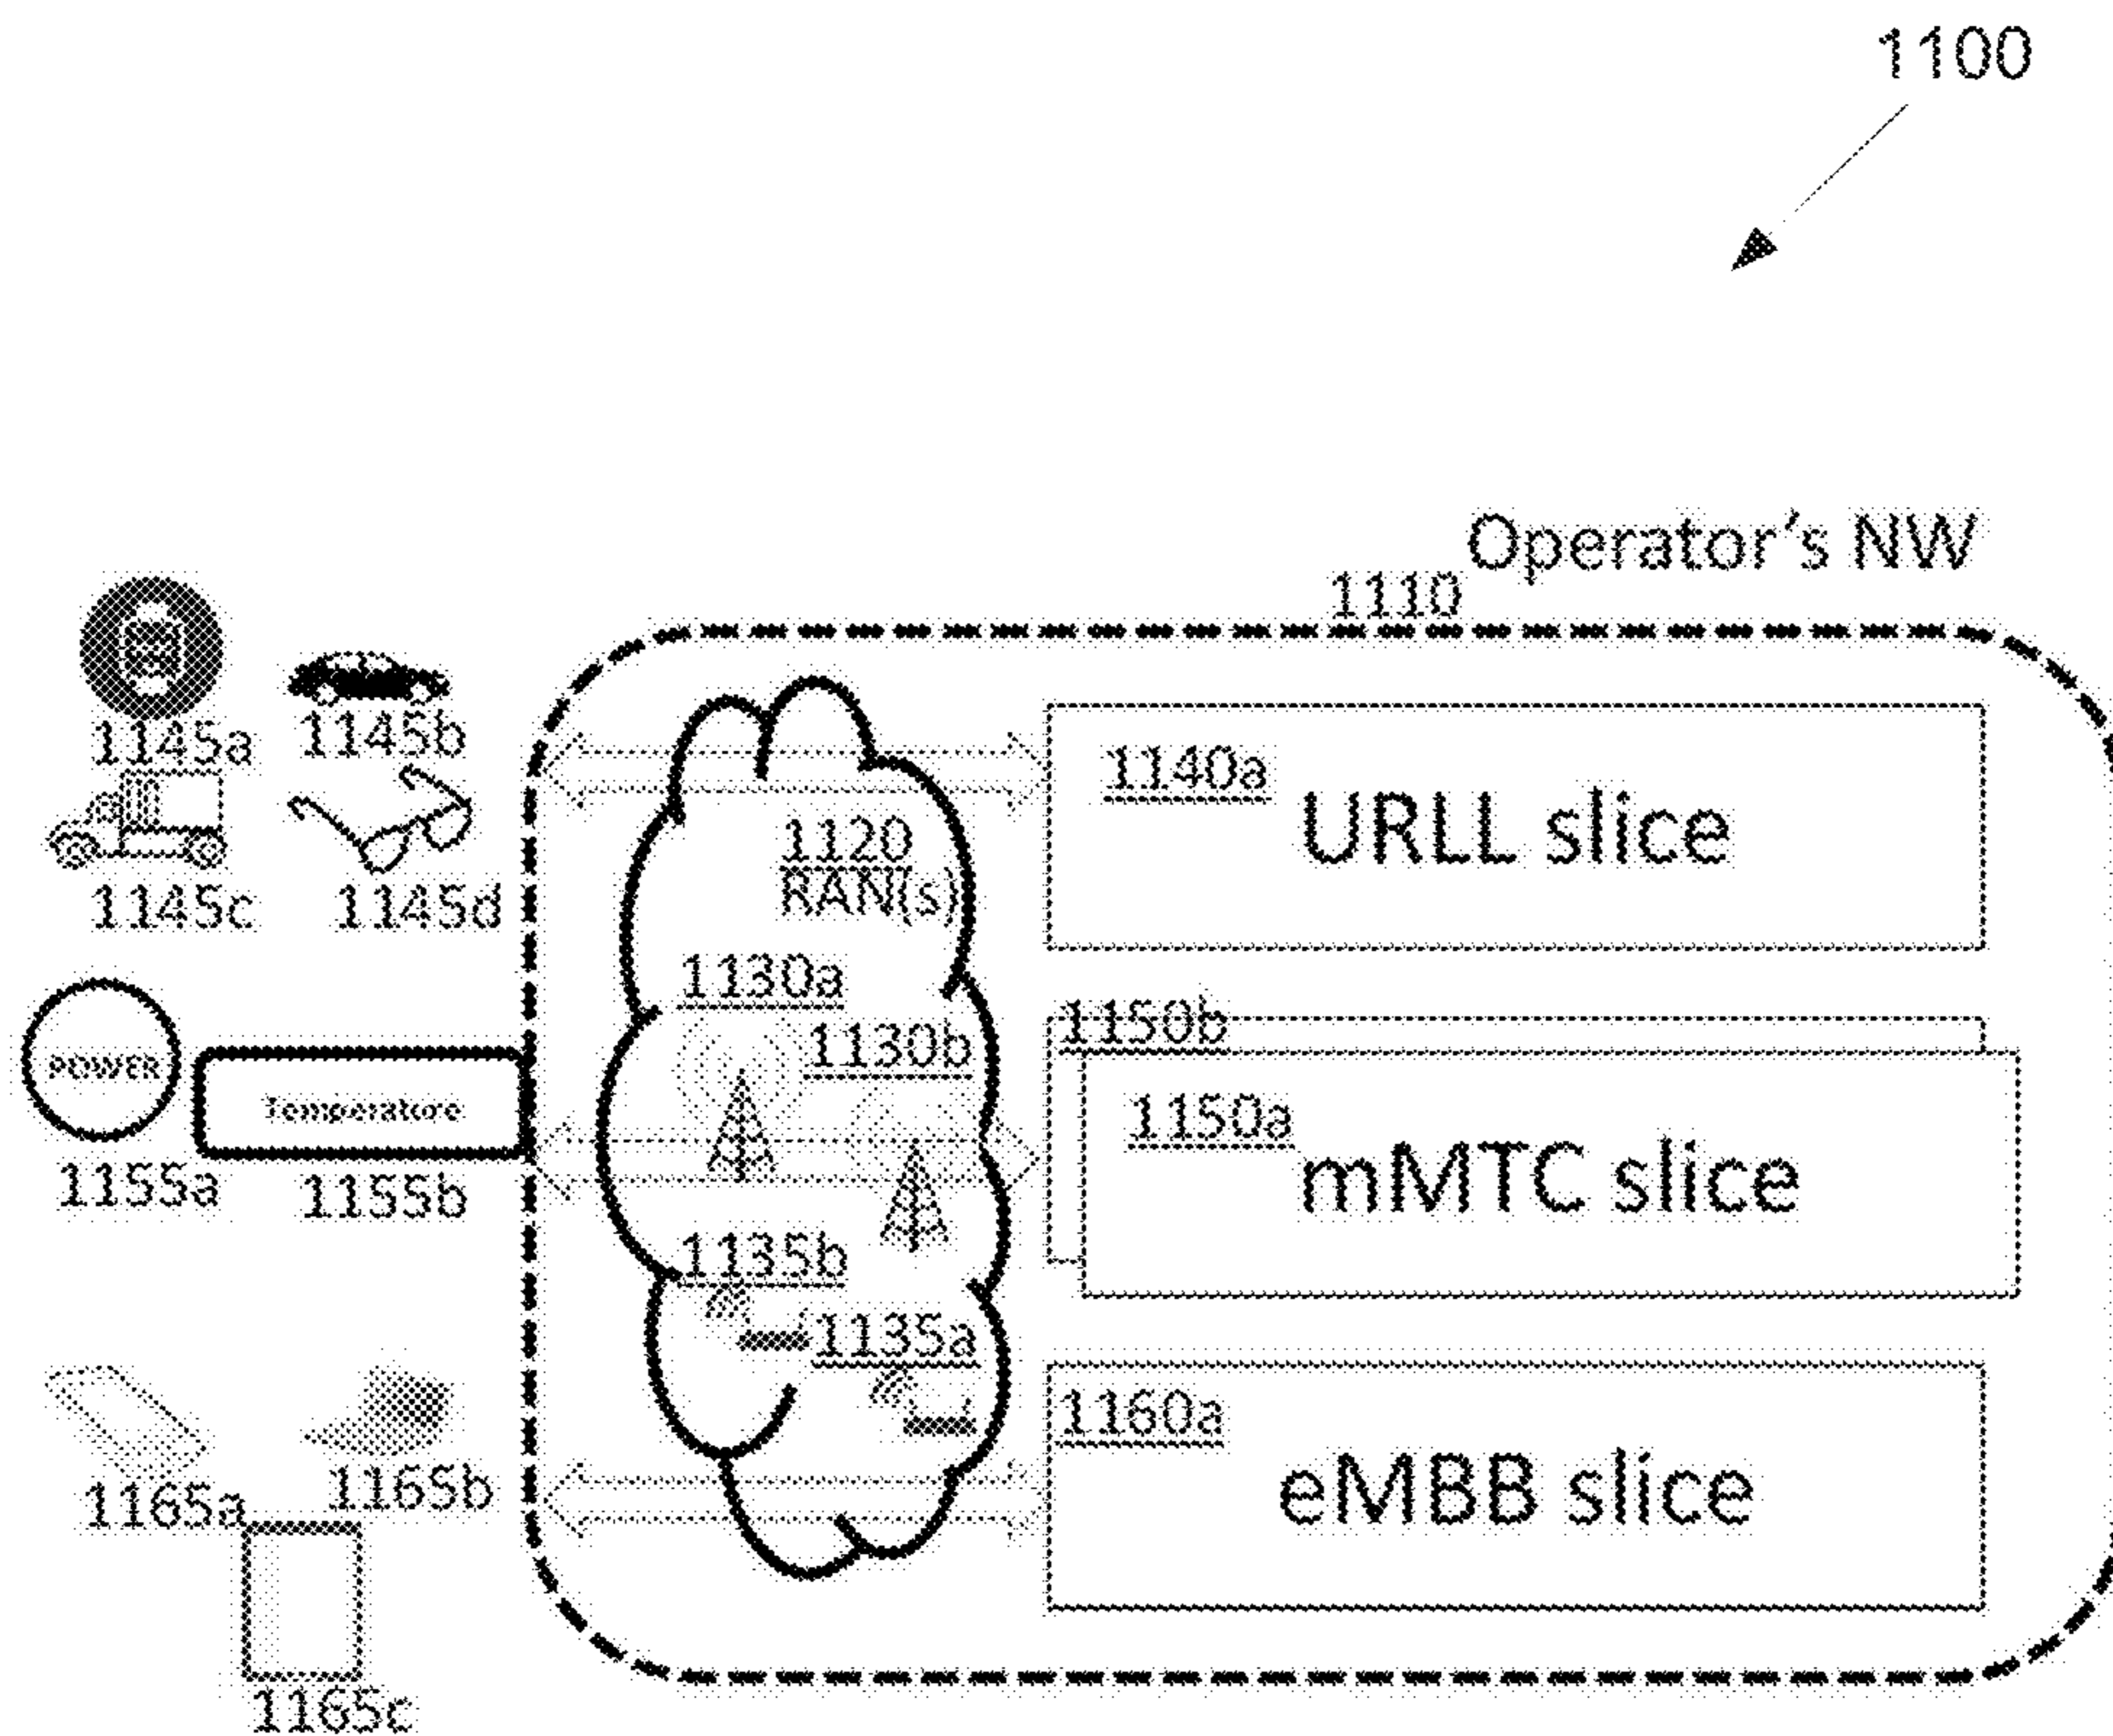 1100
Operator's NW
1110
1145a
1145b
1145c
1145d
1140a
URLL slice
1120
RAN(s)
1130a
1130b
1150b
1150a
mMTC slice
POWER
Temperature
1155a
1155b
1135b
1135a
1160a
eMBB slice
1165a
1165b
1165c